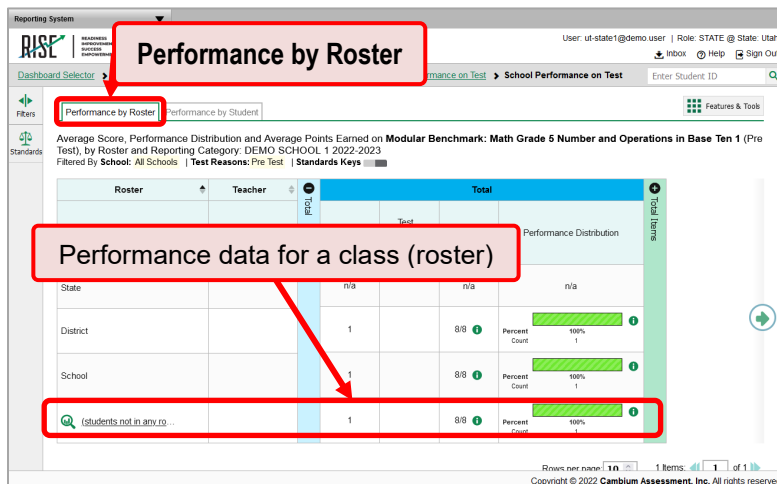 Reporting System
RISE
READINESS
IMPROVEMENT
SUCCESS
EMPOWERMENT
User: ut-state1@demo.user | Role: STATE @ State: Utah
Inbox Help Sign Out
Performance by Roster
Dashboard Selector
mance on Test School Performance on Test
Enter Student ID
Filters
Standards
Performance by Roster Performance by Student
Features & Tools
Average Score, Performance Distribution and Average Points Earned on Modular Benchmark: Math Grade 5 Number and Operations in Base Ten 1 (Pre
Test), by Roster and Reporting Category: DEMO SCHOOL 1 2022-2023
Filtered By School: All Schools | Test Reasons: Pre Test | Standards Keys
Roster Teacher Total Total Total Items
Test
Performance Distribution
Performance data for a class (roster)
State n/a n/a n/a
District 1 8/8 Percent 100%
Count 1
School 1 8/8 Percent 100%
Count 1
(students not in any ro... 1 8/8 Percent 100%
Count 1
Rows per page: 10 1 Items: 1 of 1
Copyright © 2022 Cambium Assessment, Inc. All rights reserve